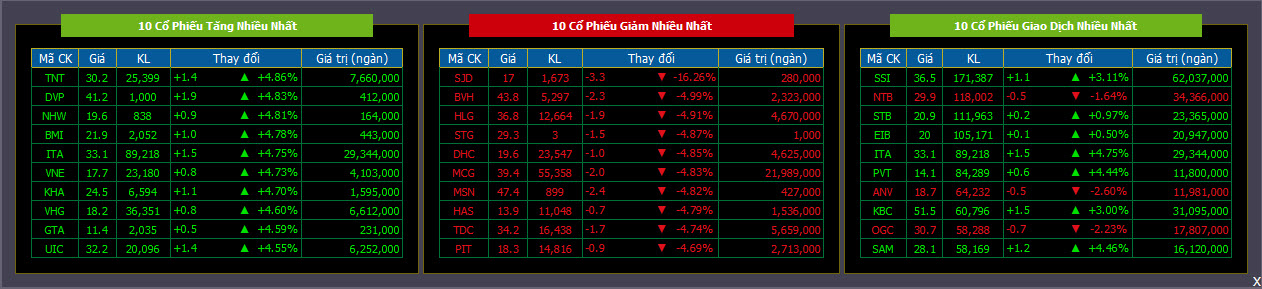 10 Cổ Phiếu Tăng Nhiều Nhất
Mã CK Giá KL Thay đổi Giá trị (ngàn)
TNT 30.2 25,399 +1.4 ▲ +4.86% 7,660,000
DVP 41.2 1,000 +1.9 ▲ +4.83% 412,000
NHW 19.6 838 +0.9 ▲ +4.81% 164,000
BMI 21.9 2,052 +1.0 ▲ +4.78% 443,000
ITA 33.1 89,218 +1.5 ▲ +4.75% 29,344,000
VNE 17.7 23,180 +0.8 ▲ +4.73% 4,103,000
KHA 24.5 6,594 +1.1 ▲ +4.70% 1,595,000
VHG 18.2 36,351 +0.8 ▲ +4.60% 6,612,000
GTA 11.4 2,035 +0.5 ▲ +4.59% 231,000
UIC 32.2 20,096 +1.4 ▲ +4.55% 6,252,000
10 Cổ Phiếu Giảm Nhiều Nhất
Mã CK Giá KL Thay đổi Giá trị (ngàn)
SJD 17 1,673 -3.3 ▼ -16.26% 280,000
BVH 43.8 5,297 -2.3 ▼ -4.99% 2,323,000
HLG 36.8 12,664 -1.9 ▼ -4.91% 4,670,000
STG 29.3 3 -1.5 ▼ -4.87% 1,000
DHC 19.6 23,547 -1.0 ▼ -4.85% 4,625,000
MCG 39.4 55,358 -2.0 ▼ -4.83% 21,989,000
MSN 47.4 899 -2.4 ▼ -4.82% 427,000
HAS 13.9 11,048 -0.7 ▼ -4.79% 1,536,000
TDC 34.2 16,438 -1.7 ▼ -4.74% 5,659,000
PIT 18.3 14,816 -0.9 ▼ -4.69% 2,713,000
10 Cổ Phiếu Giao Dịch Nhiều Nhất
Mã CK Giá KL Thay đổi Giá trị (ngàn)
SSI 36.5 171,387 +1.1 ▲ +3.11% 62,037,000
NTB 29.9 118,002 -0.5 ▼ -1.64% 34,366,000
STB 20.9 111,963 +0.2 ▲ +0.97% 23,365,000
EIB 20 105,171 +0.1 ▲ +0.50% 20,947,000
ITA 33.1 89,218 +1.5 ▲ +4.75% 29,344,000
PVT 14.1 84,289 +0.6 ▲ +4.44% 11,800,000
ANV 18.7 64,232 -0.5 ▼ -2.60% 11,981,000
KBC 51.5 60,796 +1.5 ▲ +3.00% 31,095,000
OGC 30.7 58,288 -0.7 ▼ -2.23% 17,807,000
SAM 28.1 58,169 +1.2 ▲ +4.46% 16,120,000
X